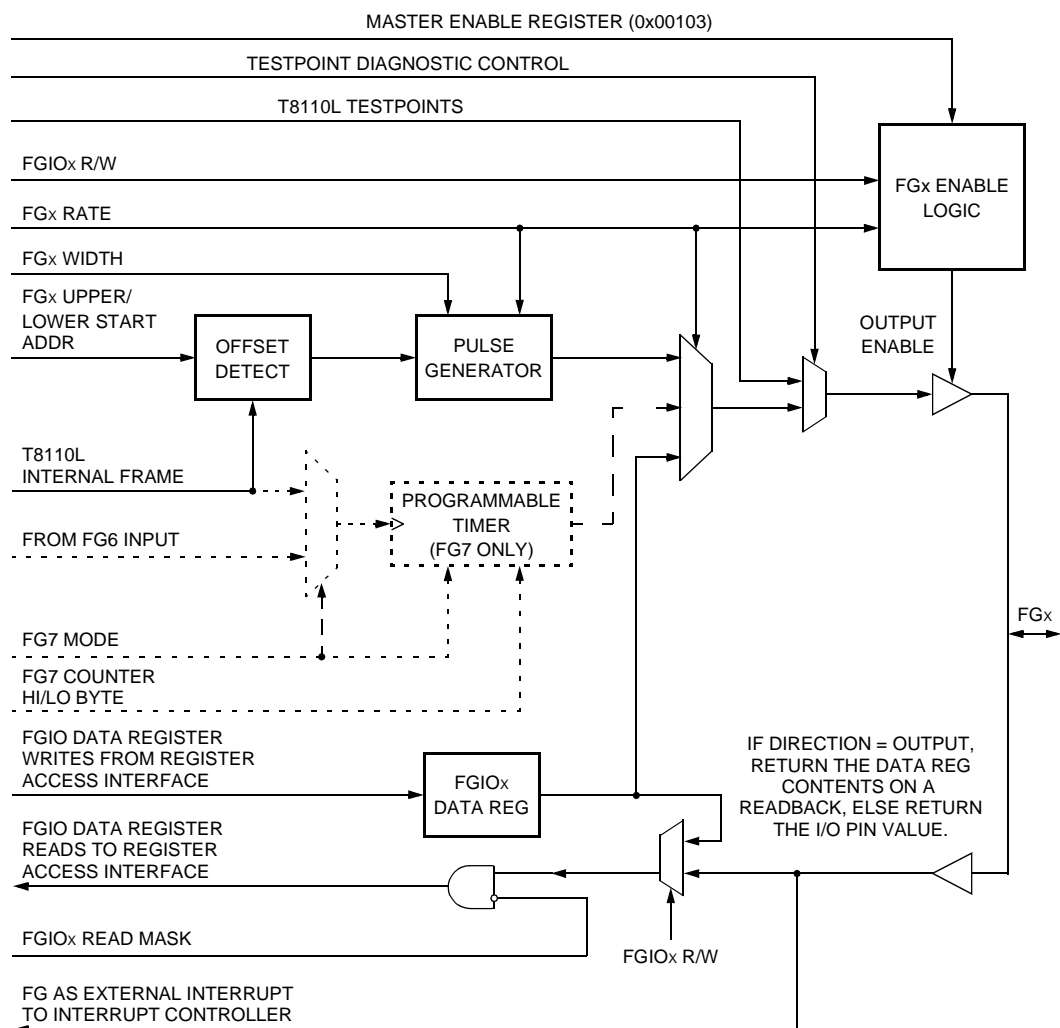 MASTER ENABLE REGISTER (0x00103)
TESTPOINT DIAGNOSTIC CONTROL
T8110L TESTPOINTS
FGIOX R/W
FGX RATE
FGX WIDTH
FGX UPPER/
LOWER START
ADDR
OFFSET
DETECT
PULSE
GENERATOR
FGx ENABLE
LOGIC
OUTPUT
ENABLE
T8110L
INTERNAL FRAME
FROM FG6 INPUT
PROGRAMMABLE
TIMER
(FG7 ONLY)
FG7 MODE
FG7 COUNTER
HI/LO BYTE
FGX
FGIO DATA REGISTER
WRITES FROM REGISTER
ACCESS INTERFACE
FGIOX
DATA REG
IF DIRECTION = OUTPUT,
RETURN THE DATA REG
CONTENTS ON A
READBACK, ELSE RETURN
THE I/O PIN VALUE.
FGIO DATA REGISTER
READS TO REGISTER
ACCESS INTERFACE
FGIOX READ MASK
FGIOX R/W
FG AS EXTERNAL INTERRUPT
TO INTERRUPT CONTROLLER